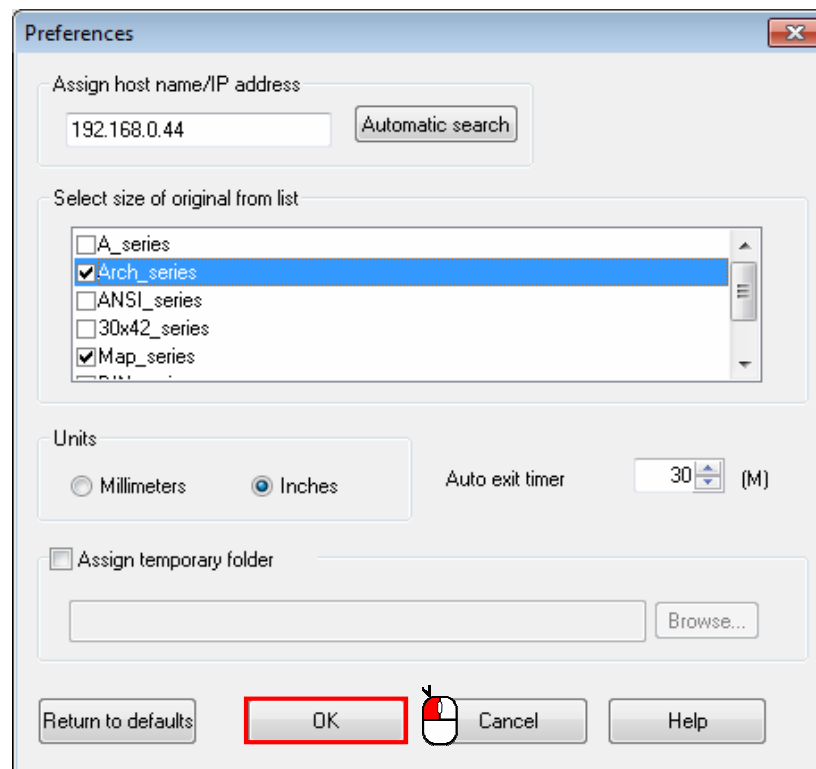 Preferences
Assign host name/IP address
192.168.0.44
Automatic search
Select size of original from list
A_series
Arch_series
ANSI_series
30x42_series
Map_series
Units
Millimeters
Inches
Auto exit timer
30
(M)
Assign temporary folder
Browse...
Return to defaults
OK
Cancel
Help